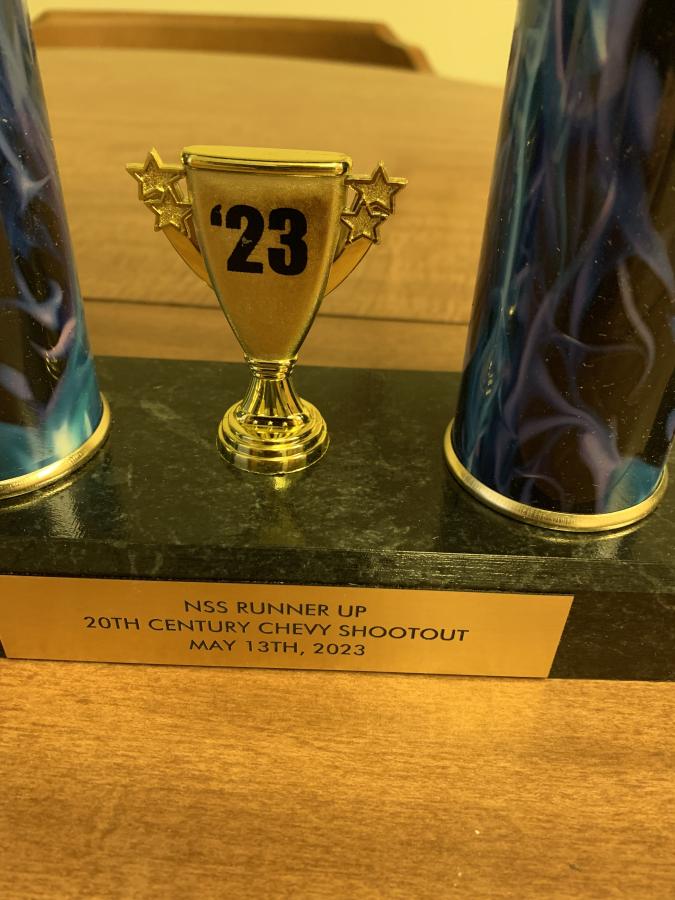 ‘23
NSS RUNNER UP
20TH CENTURY CHEVY SHOOTOUT
MAY 13TH, 2023